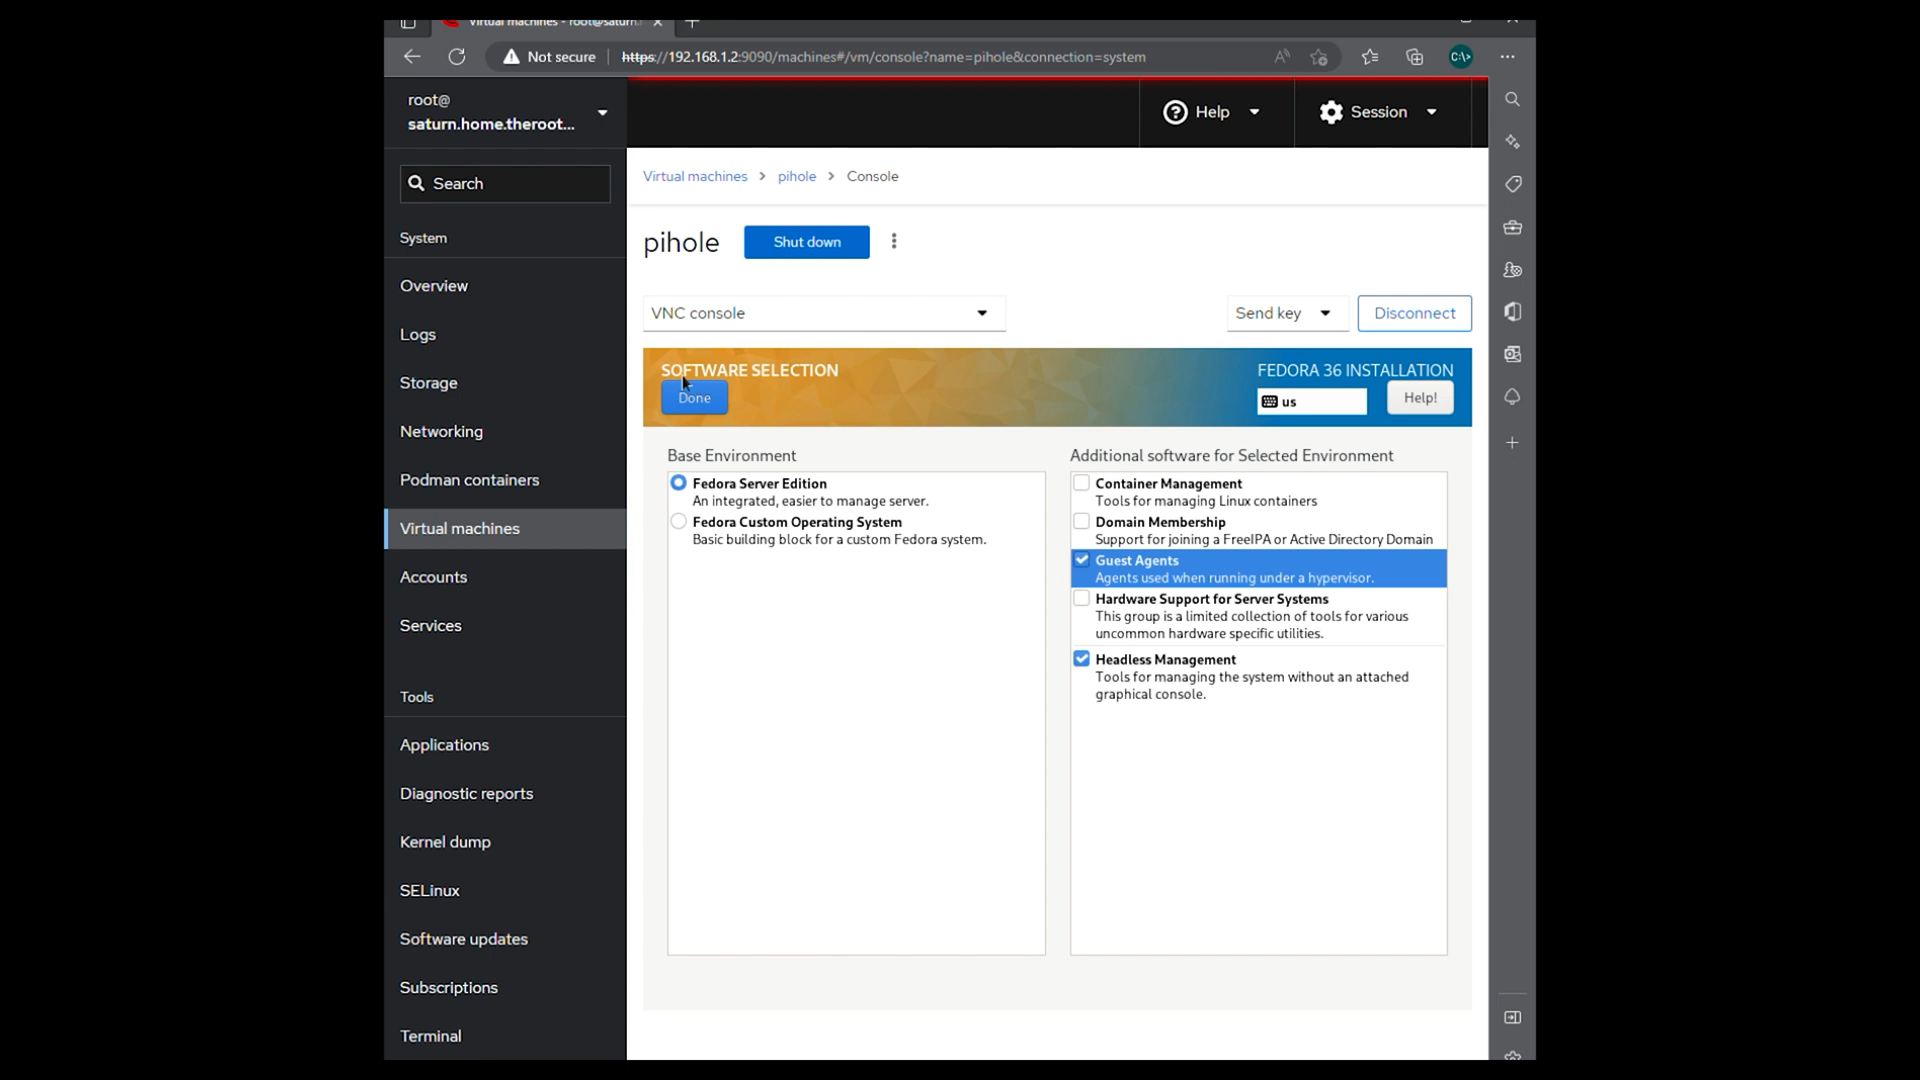 Virtual machines - root@saturn.
Not secure
https://192.168.1.2:9090/machines#/vm/console?name=pihole&connection=system
C:\>
root@
saturn.home.theroot...
Help
Session
Search
System
Overview
Logs
Storage
Networking
Podman containers
Virtual machines
Accounts
Services
Tools
Applications
Diagnostic reports
Kernel dump
SELinux
Software updates
Subscriptions
Terminal
Virtual machines > pihole > Console
pihole
Shut down
VNC console
Send key
Disconnect
SOFTWARE SELECTION
Done
FEDORA 36 INSTALLATION
us
Help!
Base Environment
Fedora Server Edition
An integrated, easier to manage server.
Fedora Custom Operating System
Basic building block for a custom Fedora system.
Additional software for Selected Environment
Container Management
Tools for managing Linux containers
Domain Membership
Support for joining a FreeIPA or Active Directory Domain
Guest Agents
Agents used when running under a hypervisor.
Hardware Support for Server Systems
This group is a limited collection of tools for various
uncommon hardware specific utilities.
Headless Management
Tools for managing the system without an attached
graphical console.